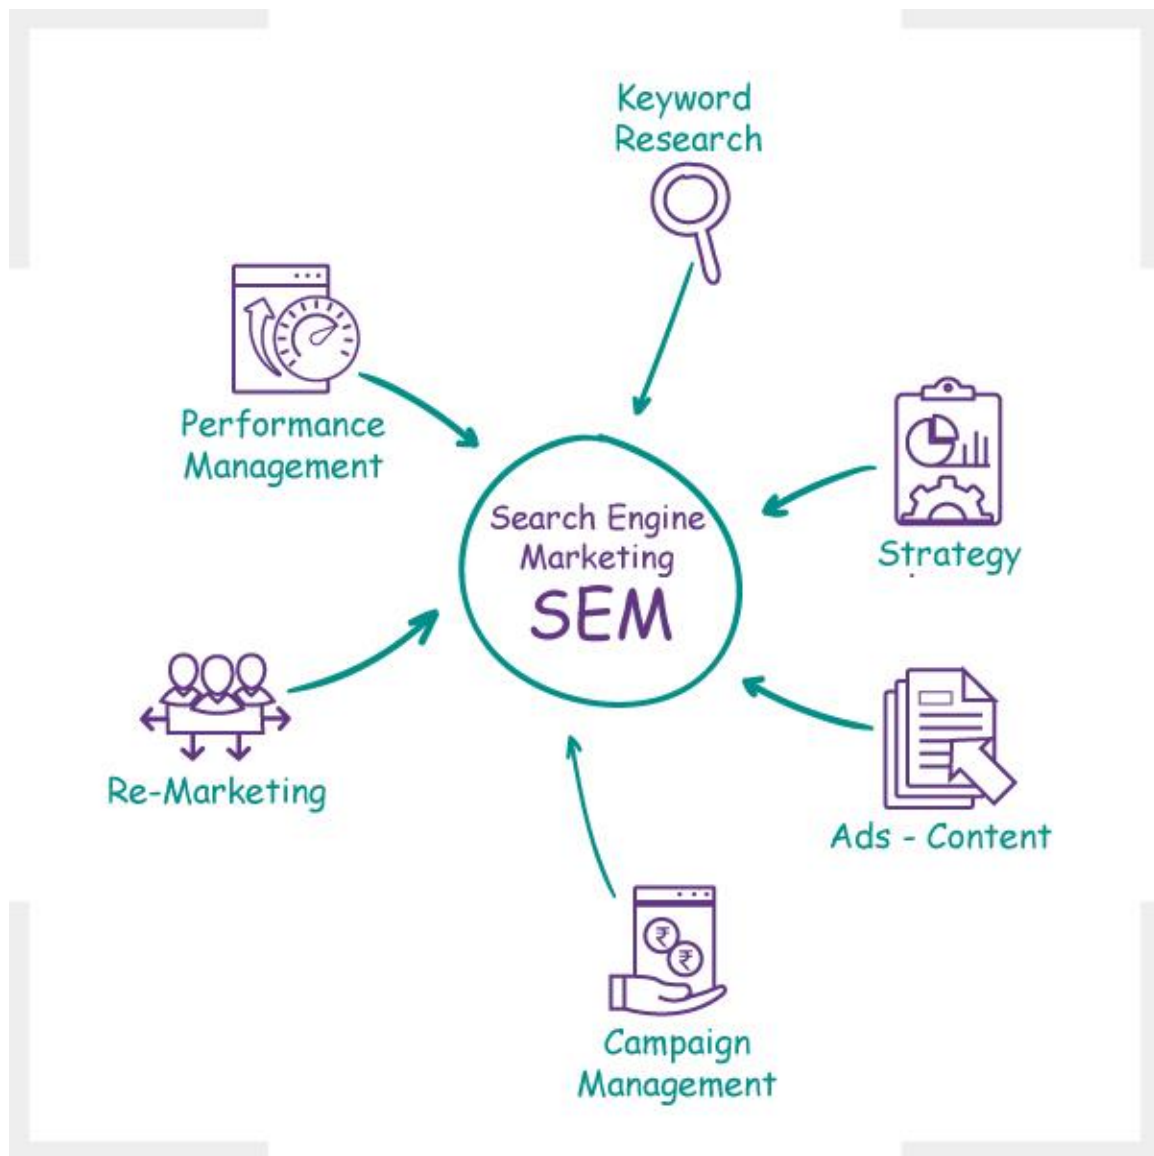 Keyword
Research
Performance
Management
Strategy
Search Engine
Marketing
SEM
Re-Marketing
Ads - Content
₹
₹
Campaign
Management